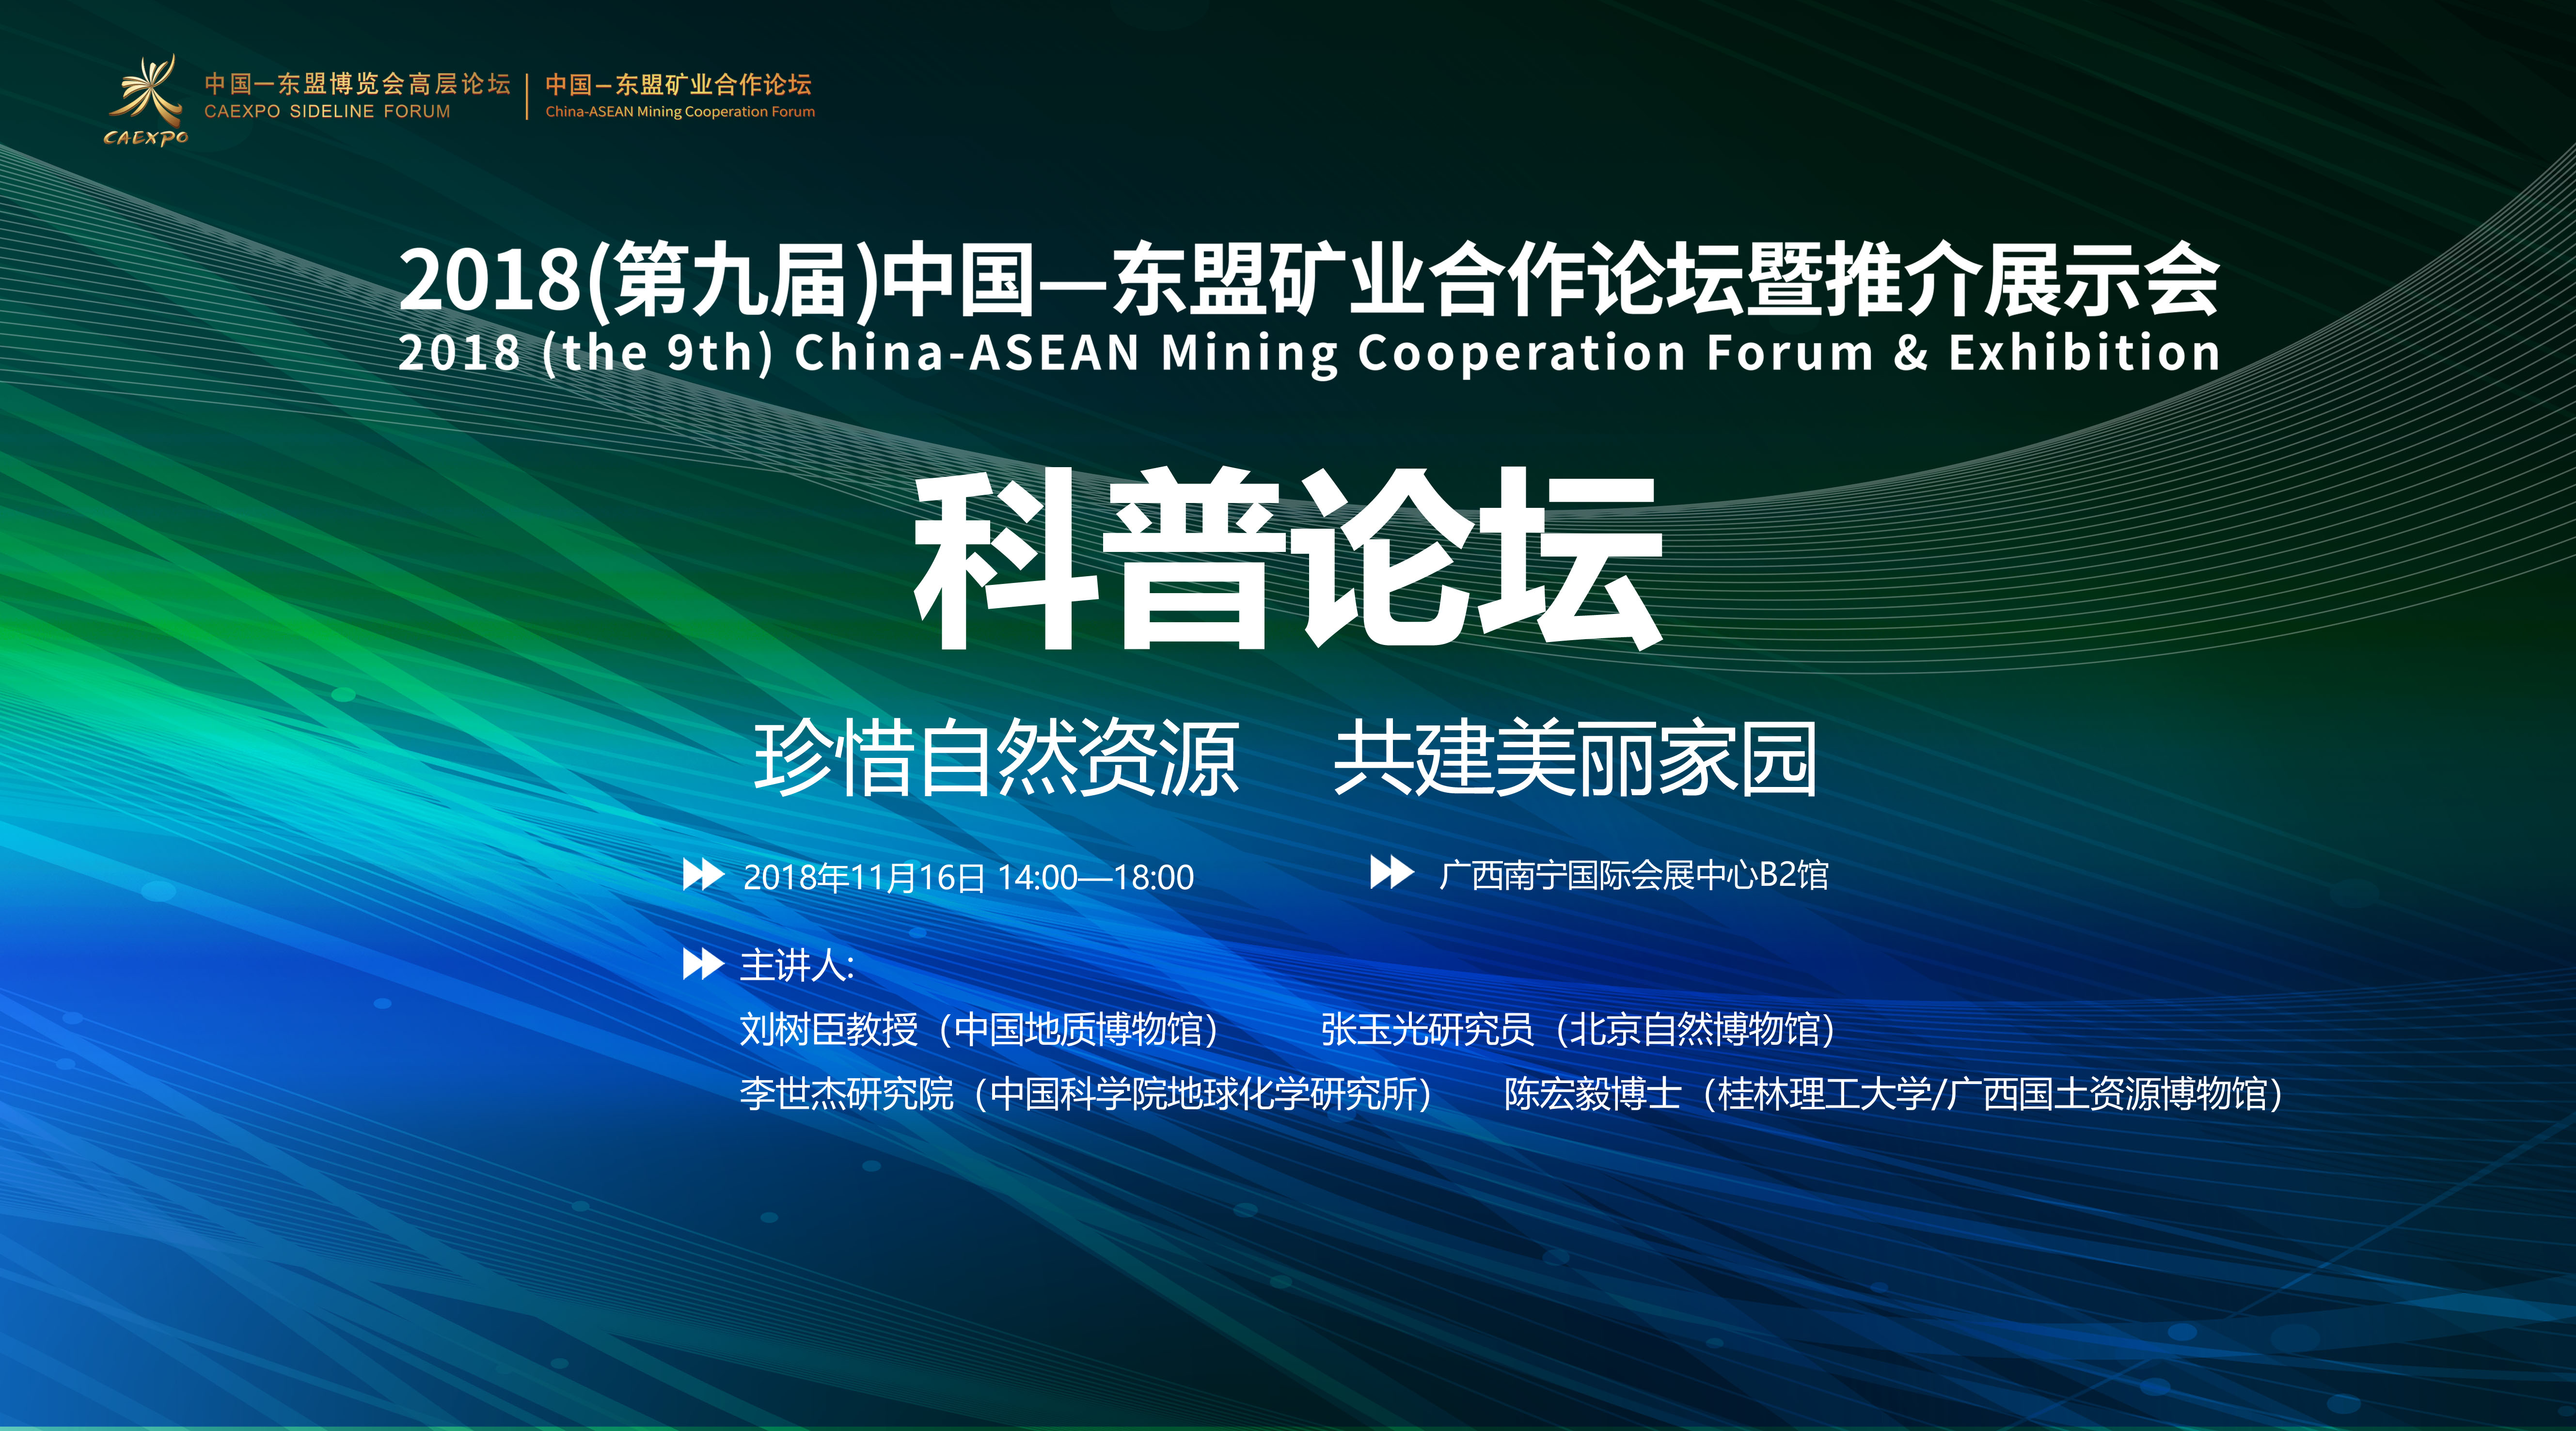 中国—东盟博览会高层论坛
CAEXPO SIDELINE FORUM
CAEXPO
中国—东盟矿业合作论坛
China-ASEAN Mining Cooperation Forum
2018(第九届)中国—东盟矿业合作论坛暨推介展示会
2018 (the 9th) China-ASEAN Mining Cooperation Forum & Exhibition
科普论坛
珍惜自然资源 共建美丽家园
2018年11月16日 14:00—18:00
广西南宁国际会展中心B2馆
主讲人:
刘树臣教授（中国地质博物馆） 张玉光研究员（北京自然博物馆）
李世杰研究院（中国科学院地球化学研究所） 陈宏毅博士（桂林理工大学/广西国土资源博物馆）